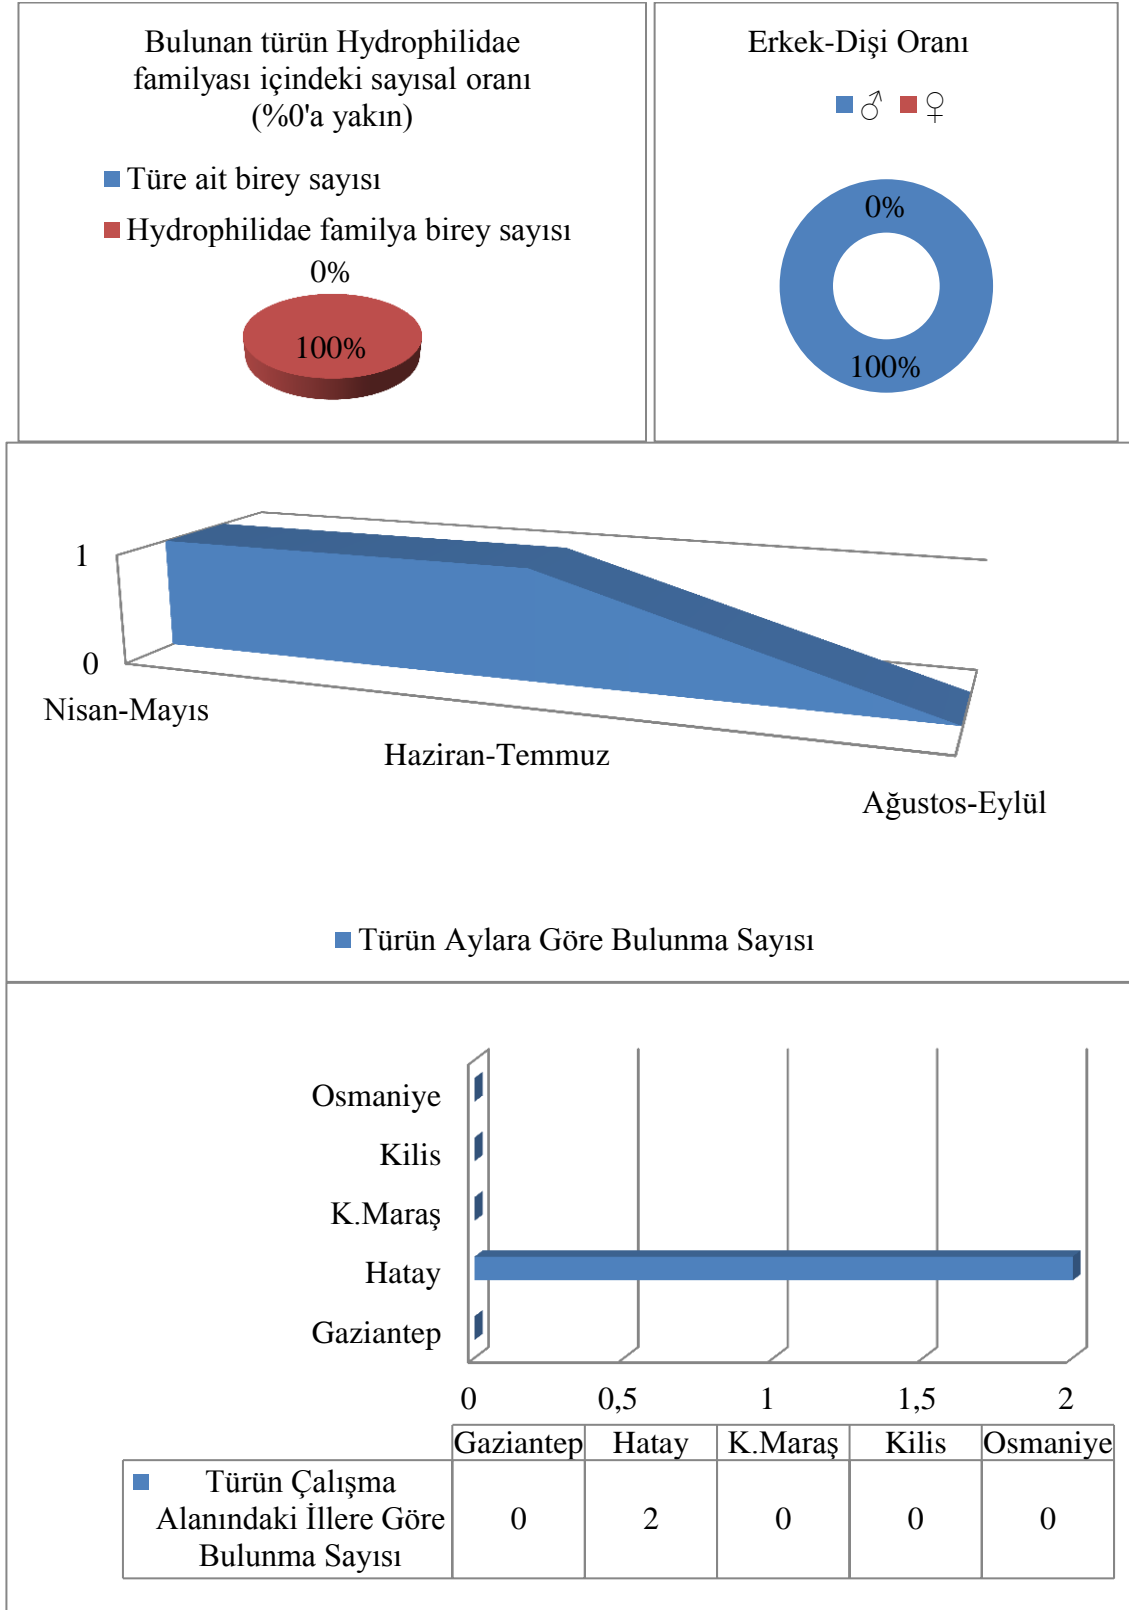 Bulunan türün Hydrophilidae
familyası içindeki sayısal oranı
(%0'a yakın)
Türe ait birey sayısı
Hydrophilidae familya birey sayısı
0%
100%
Erkek-Dişi Oranı
♂ ♀
0%
100%
1
0
Nisan-Mayıs
Haziran-Temmuz
Ağustos-Eylül
Türün Aylara Göre Bulunma Sayısı
Osmaniye
Kilis
K.Maraş
Hatay
Gaziantep
0 0,5 1 1,5 2
Gaziantep Hatay K.Maraş Kilis Osmaniye
Türün Çalışma
Alanındaki İllere Göre
Bulunma Sayısı
0 2 0 0 0